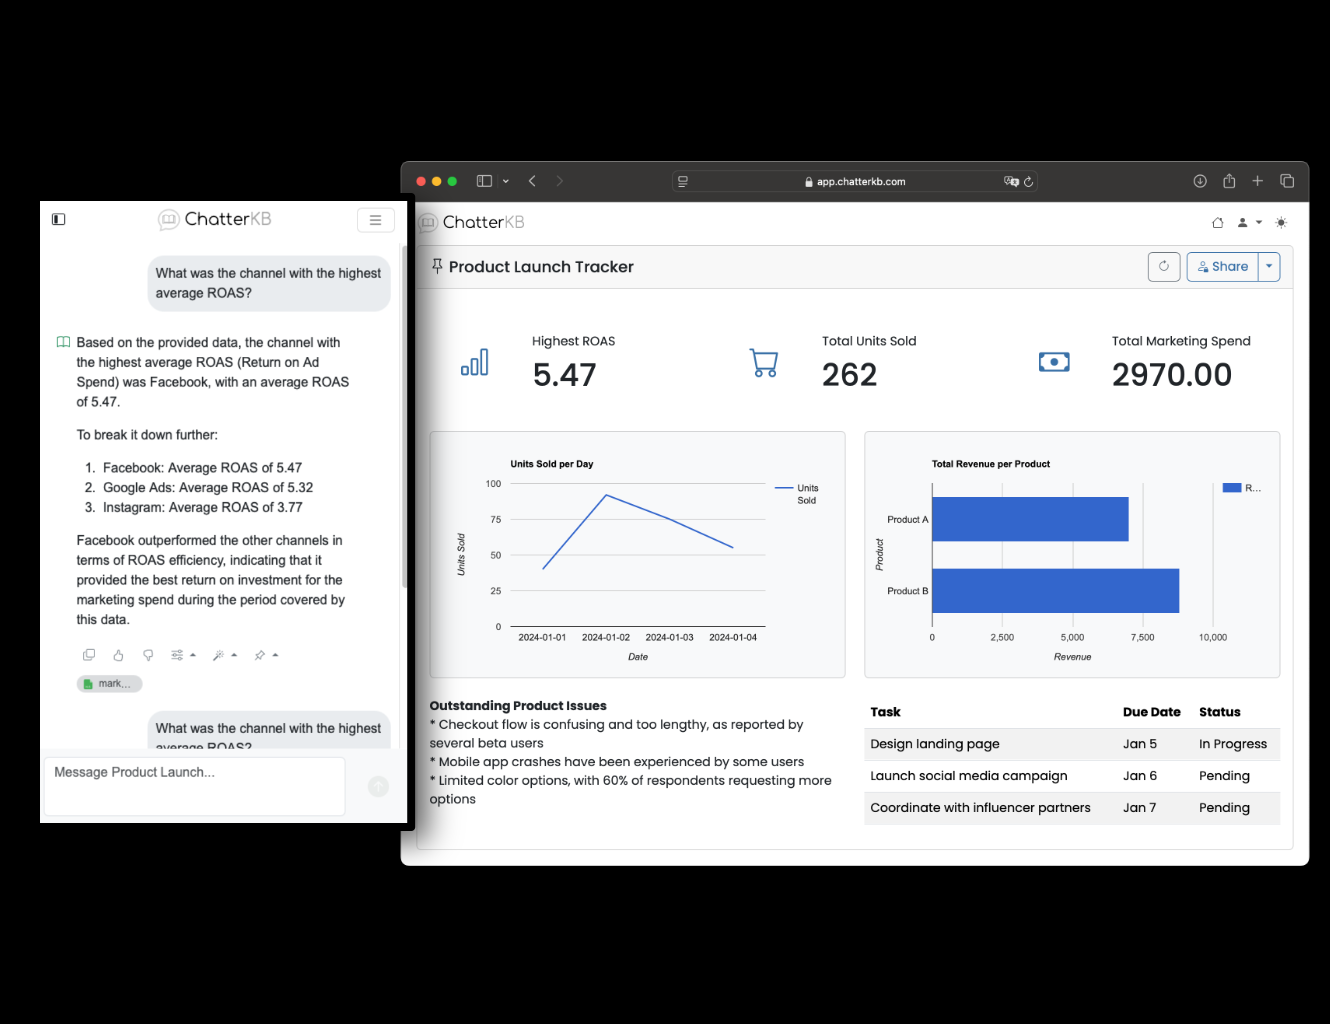 ChatterKB
What was the channel with the highest
average ROAS?
Based on the provided data, the channel with
the highest average ROAS (Return on Ad
Spend) was Facebook, with an average ROAS
of 5.47.
To break it down further:
1. Facebook: Average ROAS of 5.47
2. Google Ads: Average ROAS of 5.32
3. Instagram: Average ROAS of 3.77
Facebook outperformed the other channels in
terms of ROAS efficiency, indicating that it
provided the best return on investment for the
marketing spend during the period covered by
this data.
mark...
What was the channel with the highest
average ROAS?
Message Product Launch...
app.chatterkb.com
ChatterKB
Product Launch Tracker
Share
Highest ROAS
5.47
Total Units Sold
262
Total Marketing Spend
2970.00
Units Sold per Day
Units
Sold
100
75
50
25
0
Units Sold
2024-01-01 2024-01-02 2024-01-03 2024-01-04
Date
Total Revenue per Product
R...
Product A
Product B
Product
0 2,500 5,000 7,500 10,000
Revenue
Outstanding Product Issues
* Checkout flow is confusing and too lengthy, as reported by
several beta users
* Mobile app crashes have been experienced by some users
* Limited color options, with 60% of respondents requesting more
options
Task Due Date Status
Design landing page Jan 5 In Progress
Launch social media campaign Jan 6 Pending
Coordinate with influencer partners Jan 7 Pending